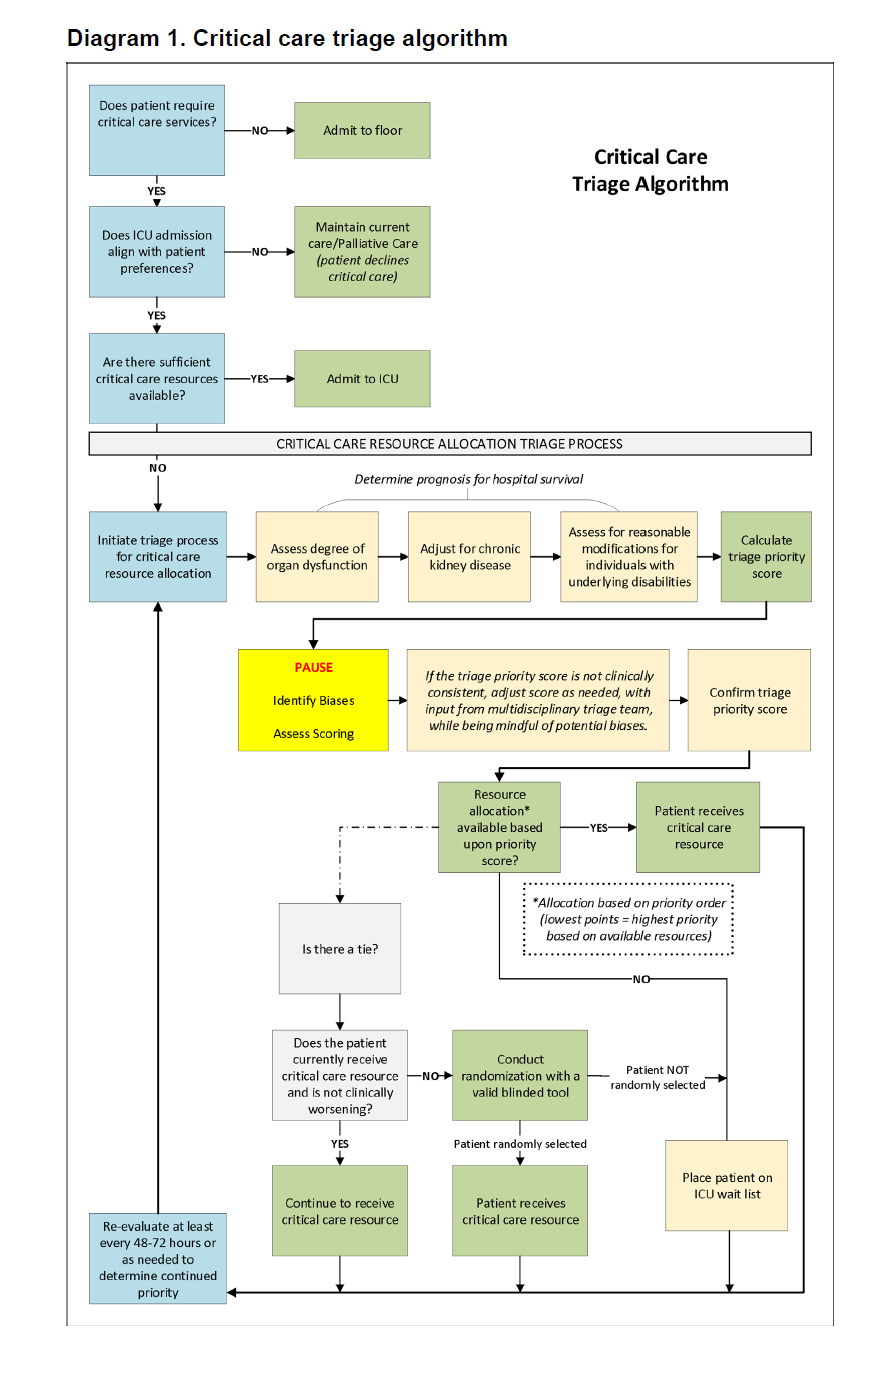 Diagram 1. Critical care triage algorithm
Critical Care
Triage Algorithm
Does patient require
critical care services?
NO
Admit to floor
YES
Does ICU admission
align with patient
preferences?
NO
Maintain current
care/Palliative Care
(patient declines
critical care)
YES
Are there sufficient
critical care resources
available?
YES
Admit to ICU
CRITICAL CARE RESOURCE ALLOCATION TRIAGE PROCESS
NO
Determine prognosis for hospital survival
Initiate triage process
for critical care
resource allocation
Assess degree of
organ dysfunction
Adjust for chronic
kidney disease
Assess for reasonable
modifications for
individuals with
underlying disabilities
Calculate
triage priority
score
PAUSE
Identify Biases
Assess Scoring
If the triage priority score is not clinically
consistent, adjust score as needed, with
input from multidisciplinary triage team,
while being mindful of potential biases.
Confirm triage
priority score
Resource
allocation*
available based
upon priority
score?
YES
Patient receives
critical care
resource
*Allocation based on priority order
(lowest points = highest priority
based on available resources)
Is there a tie?
NO
Does the patient
currently receive
critical care resource
and is not clinically
worsening?
NO
Conduct
randomization with a
valid blinded tool
Patient NOT
randomly selected
YES
Patient randomly selected
Continue to receive
critical care resource
Patient receives
critical care resource
Place patient on
ICU wait list
Re-evaluate at least
every 48-72 hours or
as needed to
determine continued
priority